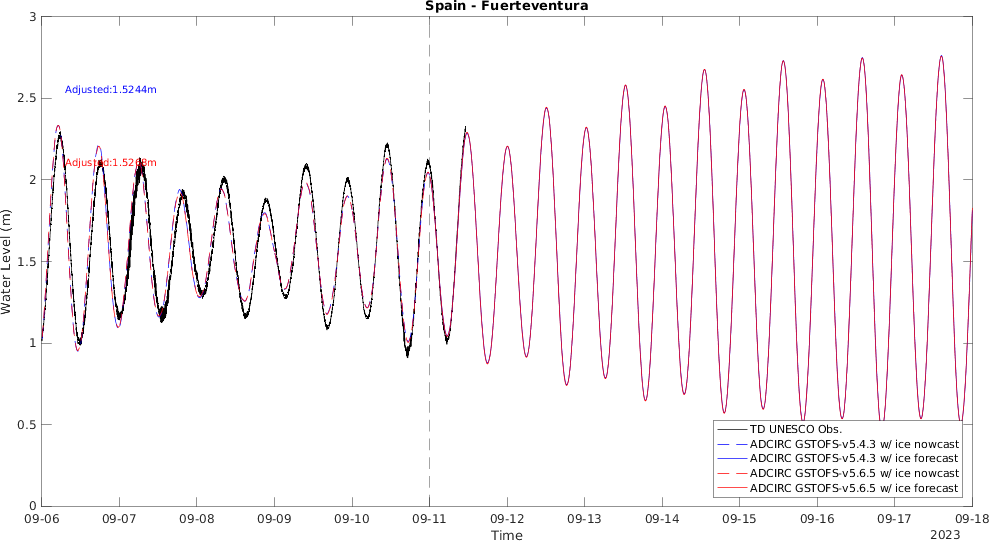 Spain - Fuerteventura
3
2.5
2
1.5
1
0.5
0
Water Level (m)
Adjusted:1.5244m
09-06
09-07
09-08
09-09
09-10
09-11
09-12
09-13
09-14
09-15
09-16
09-17
09-18
Time
2023
TD UNESCO Obs.
ADCIRC GSTOFS-v5.4.3 w/ ice nowcast
ADCIRC GSTOFS-v5.4.3 w/ ice forecast
ADCIRC GSTOFS-v5.6.5 w/ ice nowcast
ADCIRC GSTOFS-v5.6.5 w/ ice forecast